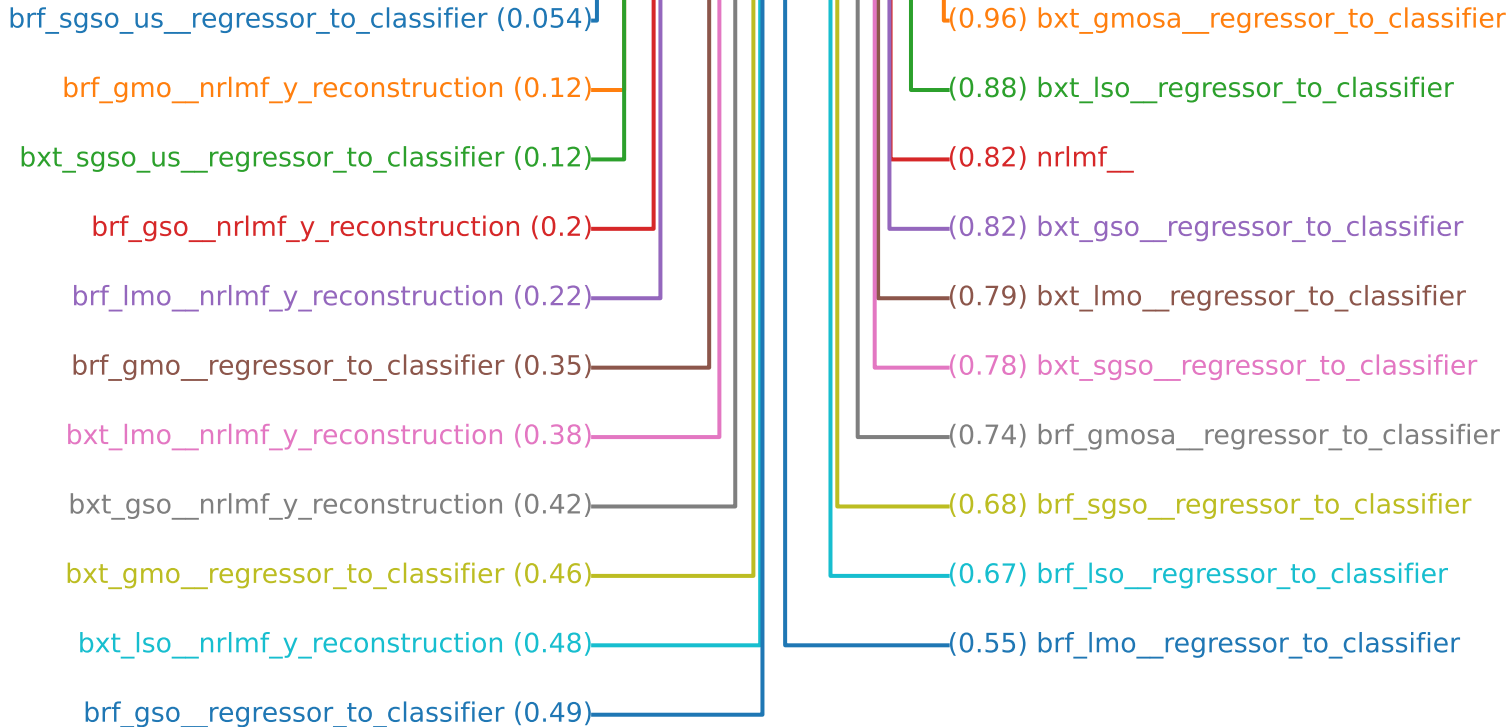 brf_sgso_us__regressor_to_classifier (0.054)
brf_gmo__nrlmf_y_reconstruction (0.12)
bxt_sgso_us__regressor_to_classifier (0.12)
brf_gso__nrlmf_y_reconstruction (0.2)
brf_lmo__nrlmf_y_reconstruction (0.22)
brf_gmo__regressor_to_classifier (0.35)
bxt_lmo__nrlmf_y_reconstruction (0.38)
bxt_gso__nrlmf_y_reconstruction (0.42)
bxt_gmo__regressor_to_classifier (0.46)
bxt_lso__nrlmf_y_reconstruction (0.48)
brf_gso__regressor_to_classifier (0.49)
(0.96) bxt_gmosa__regressor_to_classifier
(0.88) bxt_lso__regressor_to_classifier
(0.82) nrlmf__
(0.82) bxt_gso__regressor_to_classifier
(0.79) bxt_lmo__regressor_to_classifier
(0.78) bxt_sgso__regressor_to_classifier
(0.74) brf_gmosa__regressor_to_classifier
(0.68) brf_sgso__regressor_to_classifier
(0.67) brf_lso__regressor_to_classifier
(0.55) brf_lmo__regressor_to_classifier